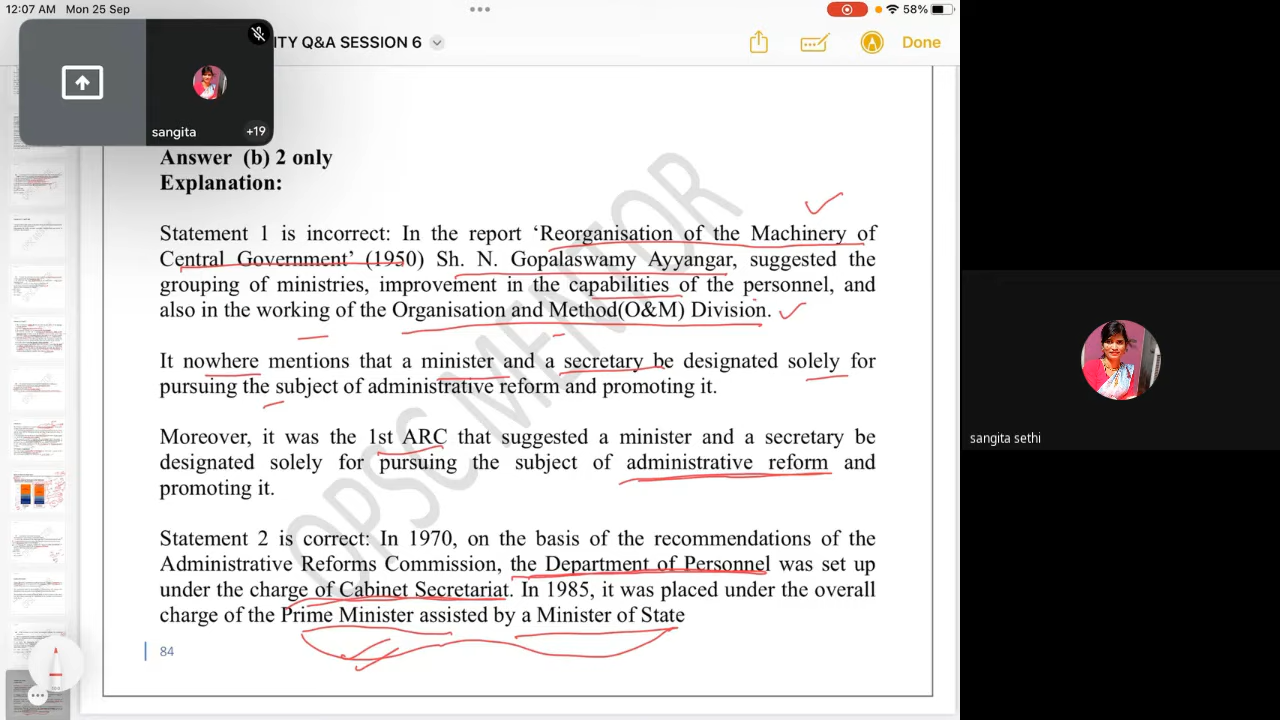 12:07 AM Mon 25 Sep
58%
ITY Q&A SESSION 6
Done
sangita
+19
Answer (b) 2 only
Explanation:
Statement 1 is incorrect: In the report ‘Reorganisation of the Machinery of
Central Government’ (1950) Sh. N. Gopalaswamy Ayyangar, suggested the
grouping of ministries, improvement in the capabilities of the personnel, and
also in the working of the Organisation and Method(O&M) Division.
It nowhere mentions that a minister and a secretary be designated solely for
pursuing the subject of administrative reform and promoting it.
Moreover, it was the 1st ARC that suggested a minister and a secretary be
designated solely for pursuing the subject of administrative reform and
promoting it.
Statement 2 is correct: In 1970, on the basis of the recommendations of the
Administrative Reforms Commission, the Department of Personnel was set up
under the charge of Cabinet Secretariat. In 1985, it was placed under the overall
charge of the Prime Minister assisted by a Minister of State
84
OPSC MENTOR
sangita sethi